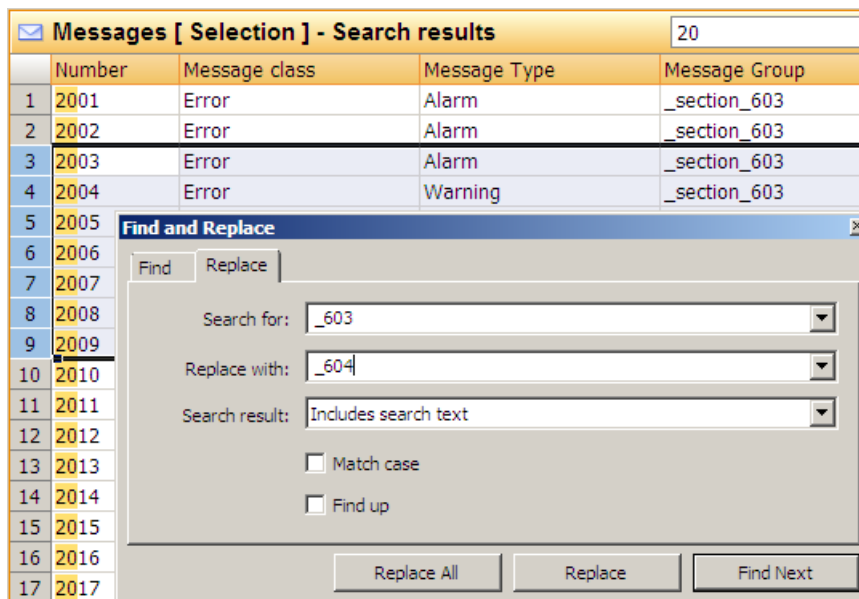 Messages [ Selection ] - Search results 20
Number Message class Message Type Message Group
1 2001 Error Alarm _section_603
2 2002 Error Alarm _section_603
3 2003 Error Alarm _section_603
4 2004 Error Warning _section_603
5 2005
Find and Replace
6 2006
Find Replace
7 2007
8 2008
Search for: _603
9 2009
Replace with: _604
10 2010
11 2011
Search result: Includes search text
12 2012
13 2013
Match case
14 2014
Find up
15 2015
16 2016
Replace All Replace Find Next
17 2017